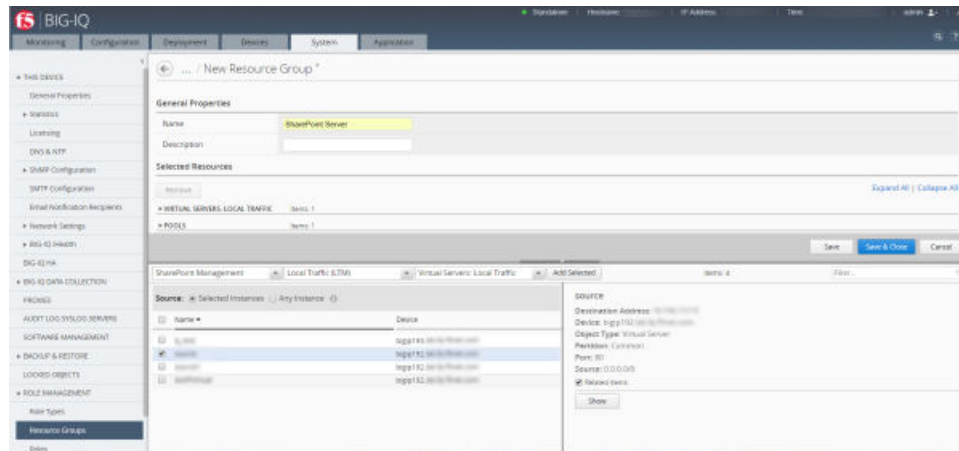 f5 BIG-IQ
Standalone Hostname: IP Address: Time: admin
Monitoring Configuration Deployment Devices System Application
THIS DEVICE
General Properties
Statistics
Licensing
DNS & NTP
SNMP Configuration
SMTP Configuration
Email Notification Recipients
Network Settings
BIG-IQ iHealth
BIG-IQ HA
BIG-IQ DATA COLLECTION
PROXIES
AUDIT LOG SYSLOG SERVERS
SOFTWARE MANAGEMENT
BACKUP & RESTORE
LOCKED OBJECTS
ROLE MANAGEMENT
Role Types
Resource Groups
Roles
... / New Resource Group *
General Properties
Name SharePoint Server
Description
Selected Resources
Remove Expand All | Collapse All
VIRTUAL SERVERS: LOCAL TRAFFIC Items: 1
POOLS Items: 1
Save Save & Close Cancel
SharePoint Management Local Traffic (LTM) Virtual Servers: Local Traffic Add Selected Items: 4 Filter...
Source: Selected Instances Any Instance
Name Device
source
Destination Address:
Device:
Object Type: Virtual Server
Partition: Common
Port: 80
Source: 0.0.0.0/0
Related Items
Show